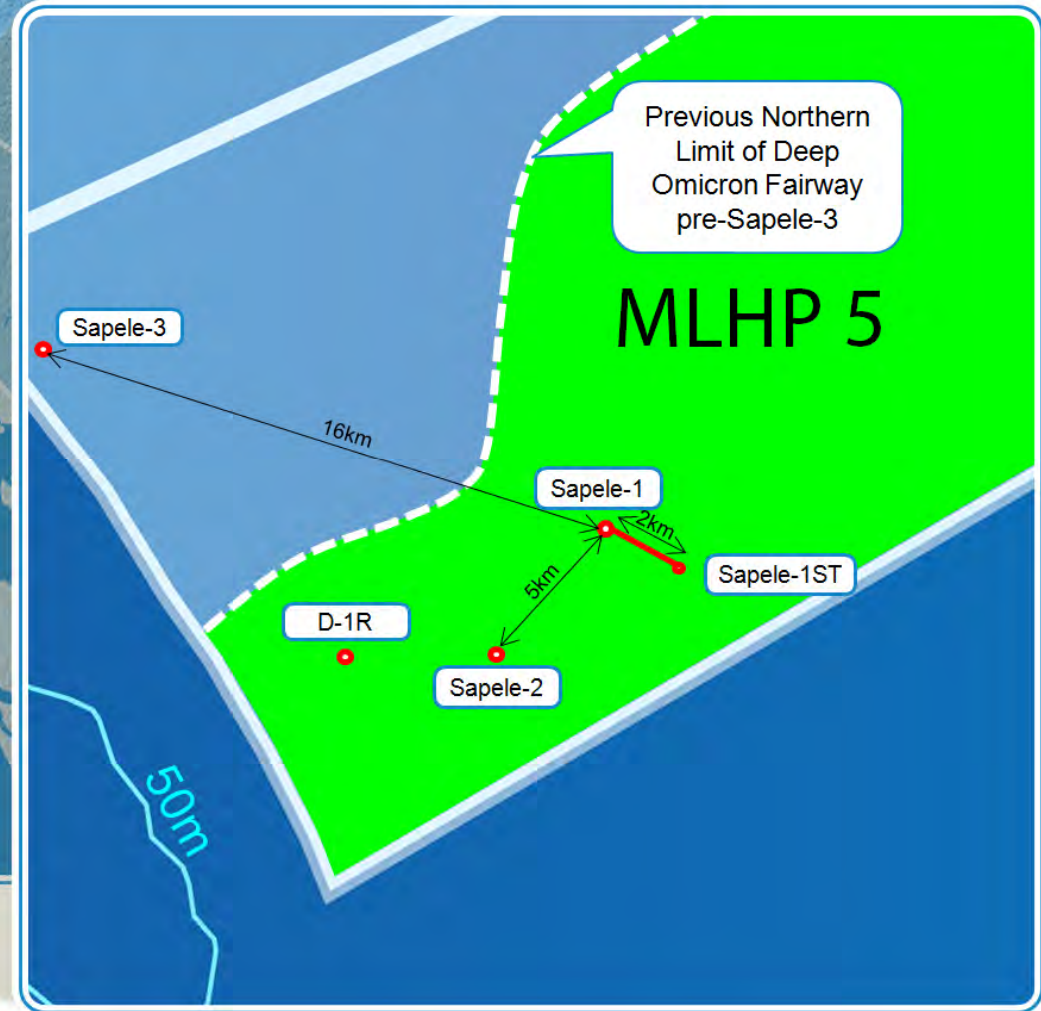 Previous Northern
Limit of Deep
Omicron Fairway
pre-Sapele-3
MLHP 5
Sapele-3
16km
Sapele-1
2km
Sapele-1ST
5km
D-1R
Sapele-2
50m